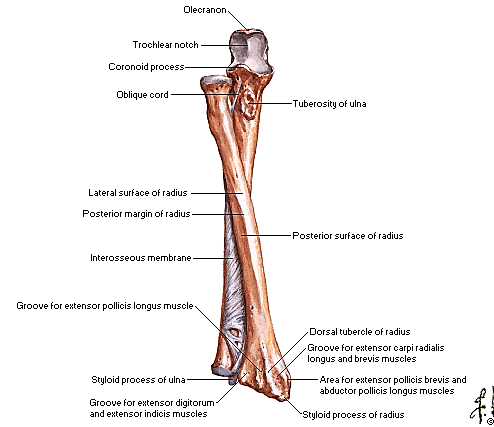 Olecranon
Trochlear notch
Coronoid process
Oblique cord
Tuberosity of ulna
Lateral surface of radius
Posterior margin of radius
Posterior surface of radius
Interosseous membrane
Groove for extensor pollicis longus muscle
Dorsal tubercle of radius
Groove for extensor carpi radialis
longus and brevis muscles
Styloid process of ulna
Area for extensor pollicis brevis and
abductor pollicis longus muscles
Groove for extensor digitorum
and extensor indicis muscles
Styloid process of radius
©